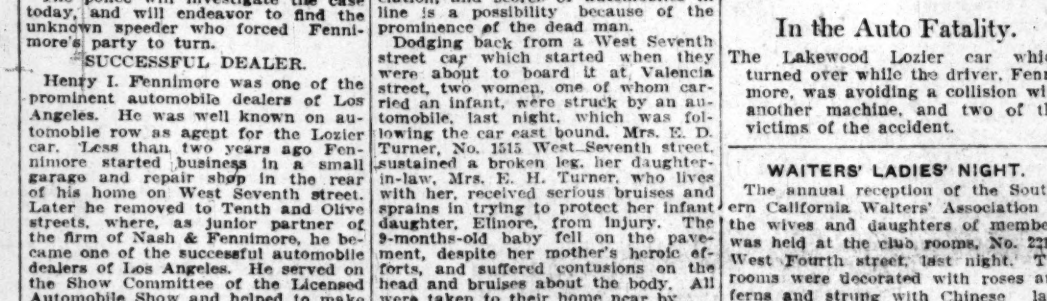 today, and will endeavor to find the
unknown speeder who forced Fenni-
more's party to turn.
SUCCESSFUL DEALER.
Henry I. Fennimore was one of the
prominent automobile dealers of Los
Angeles. He was well known on au-
tomobile row as agent for the Lozier
car. Less than two years ago Fen-
nimore started business in a small
garage and repair shop in the rear
of his home on West Seventh street.
Later he removed to Tenth and Olive
streets, where, as junior partner of
the firm of Nash & Fennimore, he be-
came one of the successful automobile
dealers of Los Angeles. He served on
the Show Committee of the Licensed
Automobile Show and helped to make
line is a possibility because of the
prominence of the dead man.
Dodging back from a West Seventh
street car which started when they
were about to board it at Valencia
street, two women, one of whom car-
ried an infant, were struck by an au-
tomobile, last night, which was fol-
lowing the car east bound. Mrs. E. D.
Turner, No. 1515 West Seventh street,
sustained a broken leg, her daughter-
in-law, Mrs. E. H. Turner, who lives
with her, received serious bruises and
sprains in trying to protect her infant
daughter, Elinore, from injury. The
9-months-old baby fell on the pave-
ment, despite her mother's heroic ef-
forts, and suffered contusions on the
head and bruises about the body. All
were taken to their home near by
In the Auto Fatality.
The Lakewood Lozier car whic
turned over while the driver, Fenn
more, was avoiding a collision wi
another machine, and two of th
victims of the accident.
WAITERS' LADIES' NIGHT.
The annual reception of the Sout
ern California Waiters' Association
the wives and daughters of membe
was held at the club rooms, No. 22
West Fourth street, last night. T
rooms were decorated with roses a
ferns and strung with Chinese la